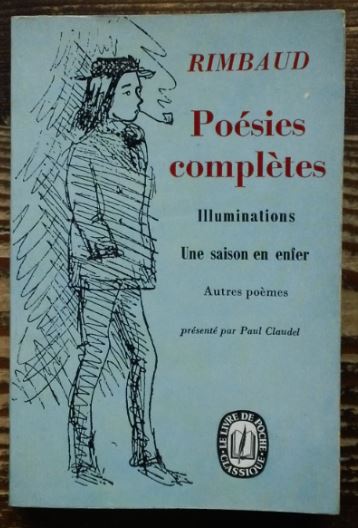 RIMBAUD
Poésies
complètes
Illuminations
Une saison en enfer
Autres poèmes
présenté par Paul Claudel
LE LIVRE DE POCHE
CLASSIQUE